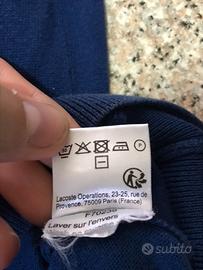 Lacoste Operations, 23-25, rue de
Provence, 75009 Paris (France)
Laver sur l'envers
subito